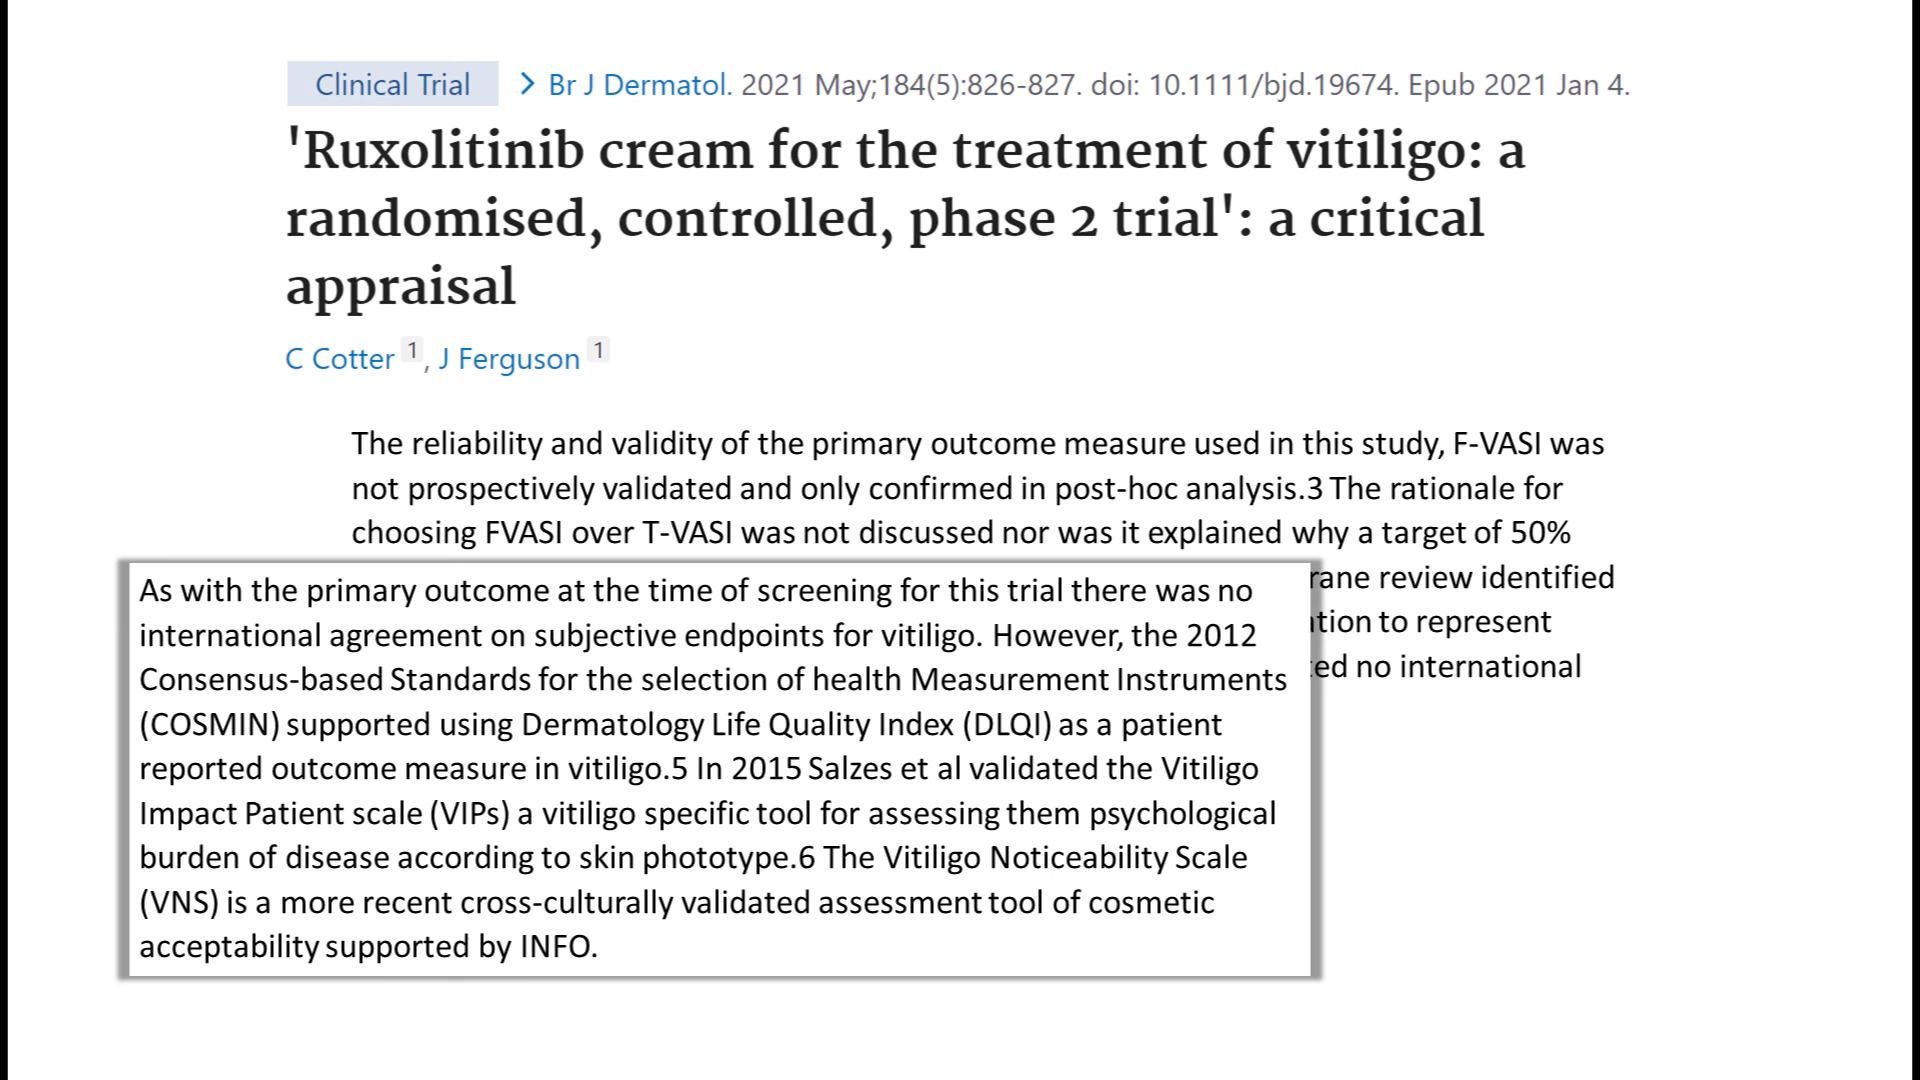 Clinical Trial > Br J Dermatol. 2021 May;184(5):826-827. doi: 10.1111/bjd.19674. Epub 2021 Jan 4.
'Ruxolitinib cream for the treatment of vitiligo: a
randomised, controlled, phase 2 trial': a critical
appraisal
C Cotter 1, J Ferguson 1
The reliability and validity of the primary outcome measure used in this study, F-VASI was
not prospectively validated and only confirmed in post-hoc analysis.3 The rationale for
choosing FVASI over T-VASI was not discussed nor was it explained why a target of 50%
review identified
to represent
no international
As with the primary outcome at the time of screening for this trial there was no
international agreement on subjective endpoints for vitiligo. However, the 2012
Consensus-based Standards for the selection of health Measurement Instruments
(COSMIN) supported using Dermatology Life Quality Index (DLQI) as a patient
reported outcome measure in vitiligo.5 In 2015 Salzes et al validated the Vitiligo
Impact Patient scale (VIPs) a vitiligo specific tool for assessing them psychological
burden of disease according to skin phototype.6 The Vitiligo Noticeability Scale
(VNS) is a more recent cross-culturally validated assessment tool of cosmetic
acceptability supported by INFO.